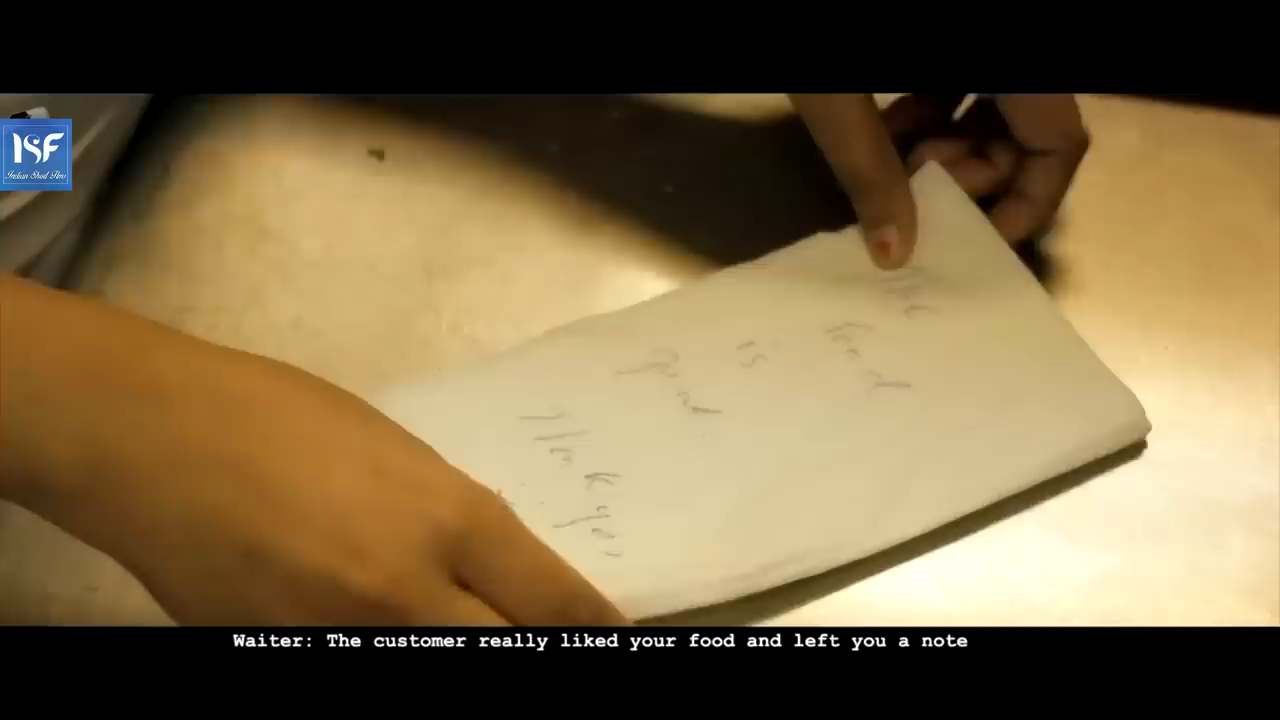 ISF
Indian Short Films
The
food
is
good
Thank you
Waiter: The customer really liked your food and left you a note